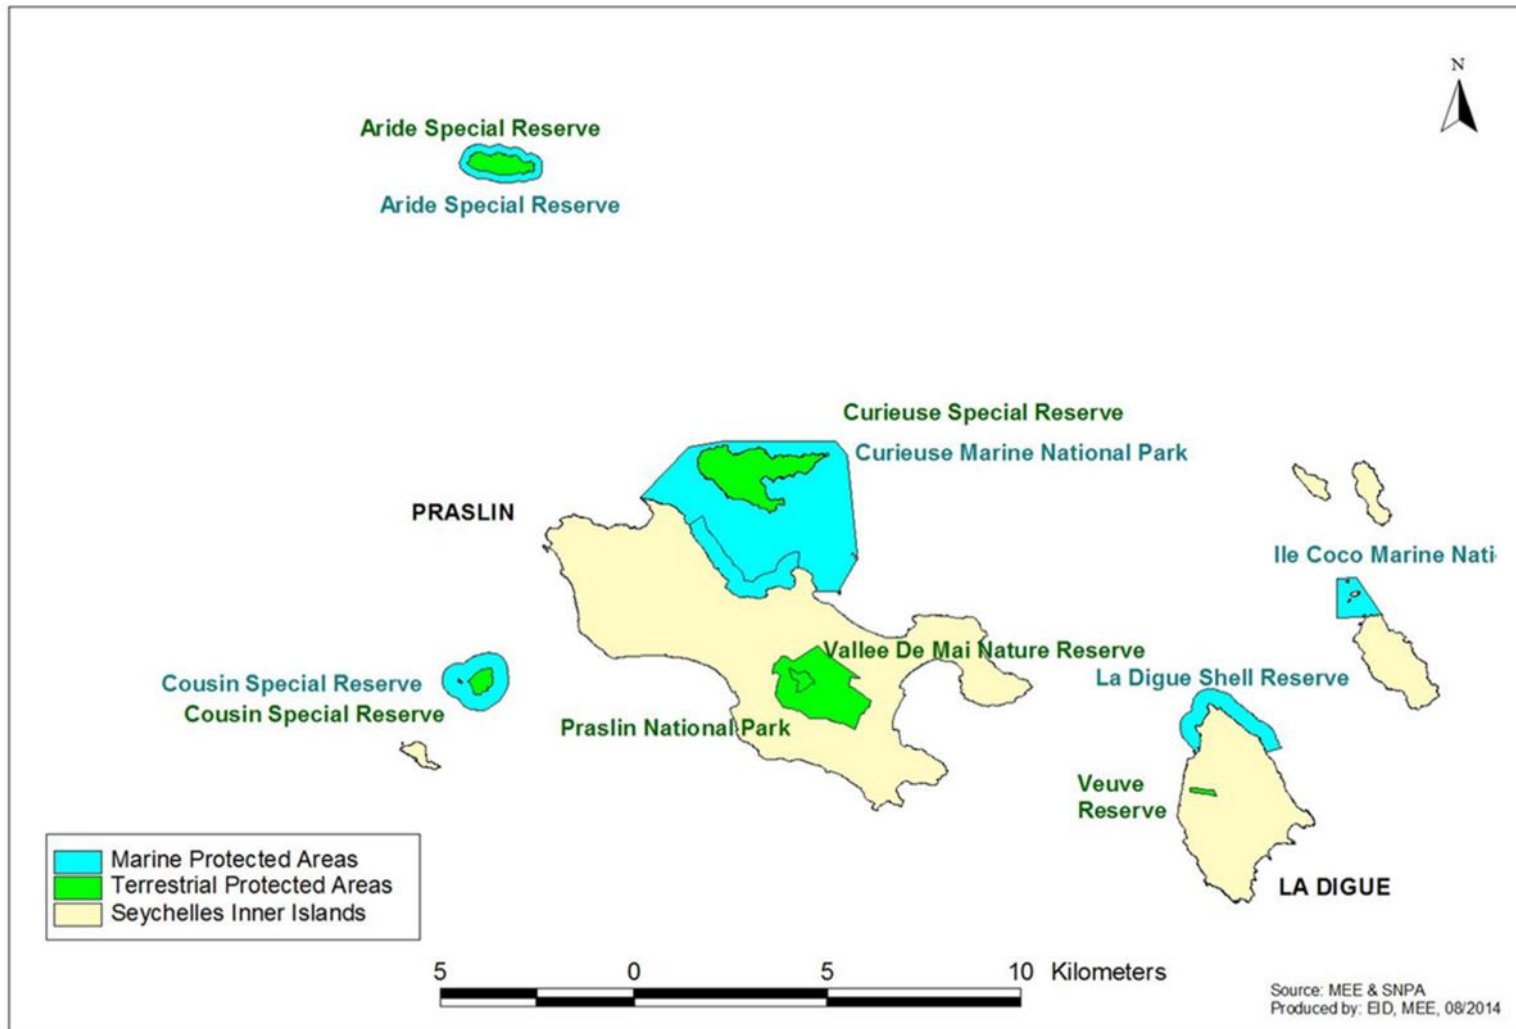 N
Aride Special Reserve
Aride Special Reserve
Curieuse Special Reserve
Curieuse Marine National Park
PRASLIN
Ile Coco Marine Nati
Vallee De Mai Nature Reserve
La Digue Shell Reserve
Cousin Special Reserve
Cousin Special Reserve
Praslin National Park
Veuve
Reserve
LA DIGUE
Marine Protected Areas
Terrestrial Protected Areas
Seychelles Inner Islands
5 0 5 10 Kilometers
Source: MEE & SNPA
Produced by: EID, MEE, 08/2014